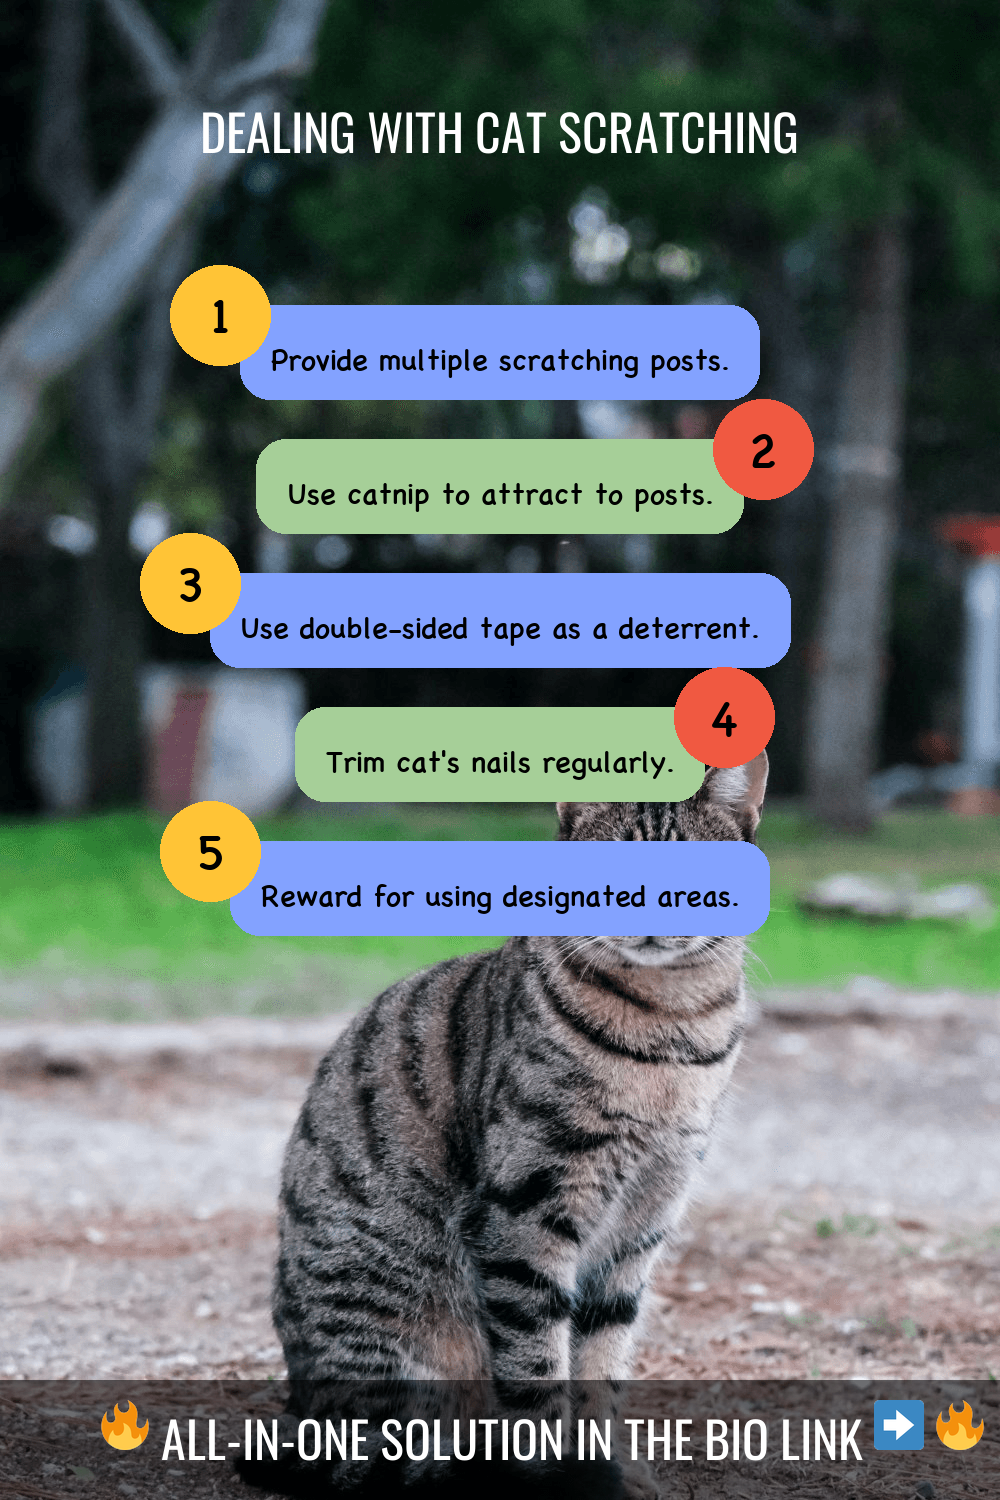 DEALING WITH CAT SCRATCHING
1
Provide multiple scratching posts.
2
Use catnip to attract to posts.
3
Use double-sided tape as a deterrent.
4
Trim cat's nails regularly.
5
Reward for using designated areas.
🔥 ALL-IN-ONE SOLUTION IN THE BIO LINK ➡️ 🔥